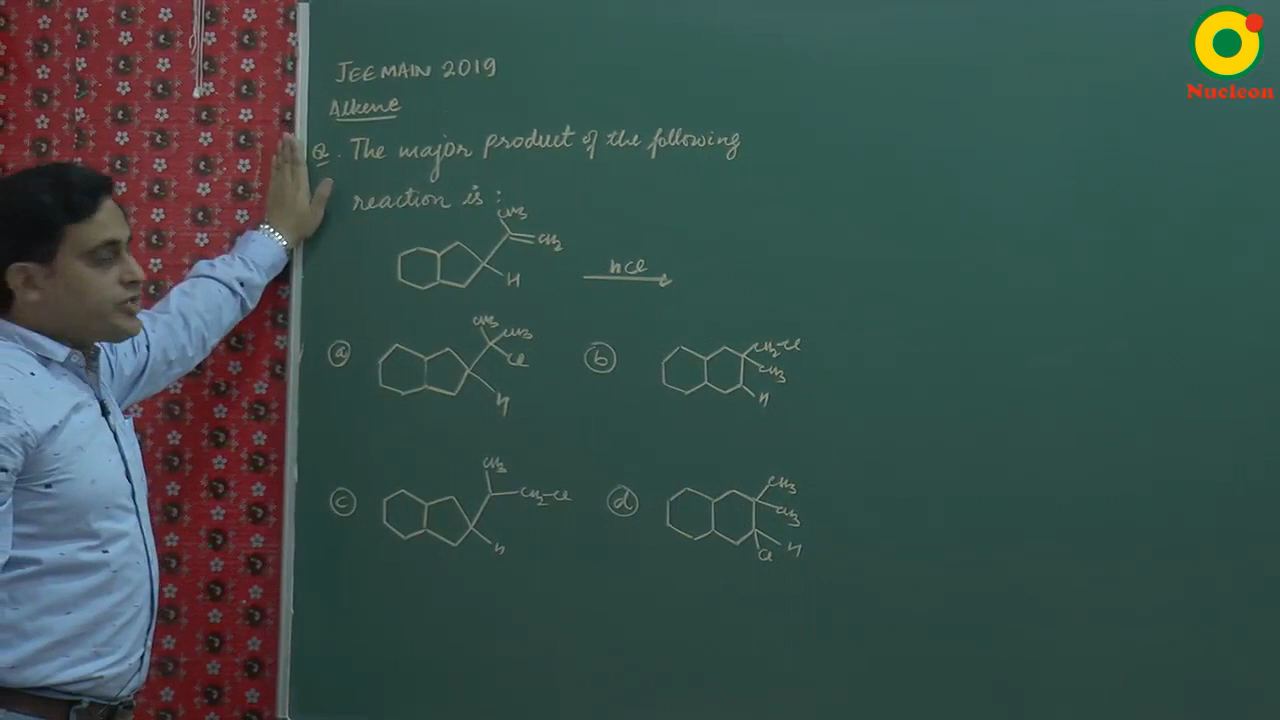 Nucleon
JEE MAIN 2019
Alkene
Q. The major product of the following
reaction is :
CH3
CH2
H
HCl
a
CH3
CH3
Cl
H
b
CH2-Cl
CH3
H
c
CH3
CH2-Cl
H
d
CH3
CH3
H
Cl